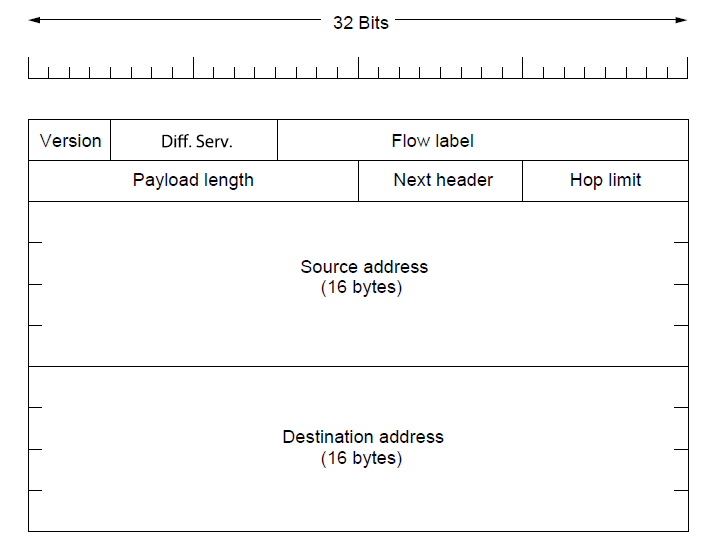 32 Bits
Version Diff. Serv. Flow label
Payload length Next header Hop limit
Source address
(16 bytes)
Destination address
(16 bytes)